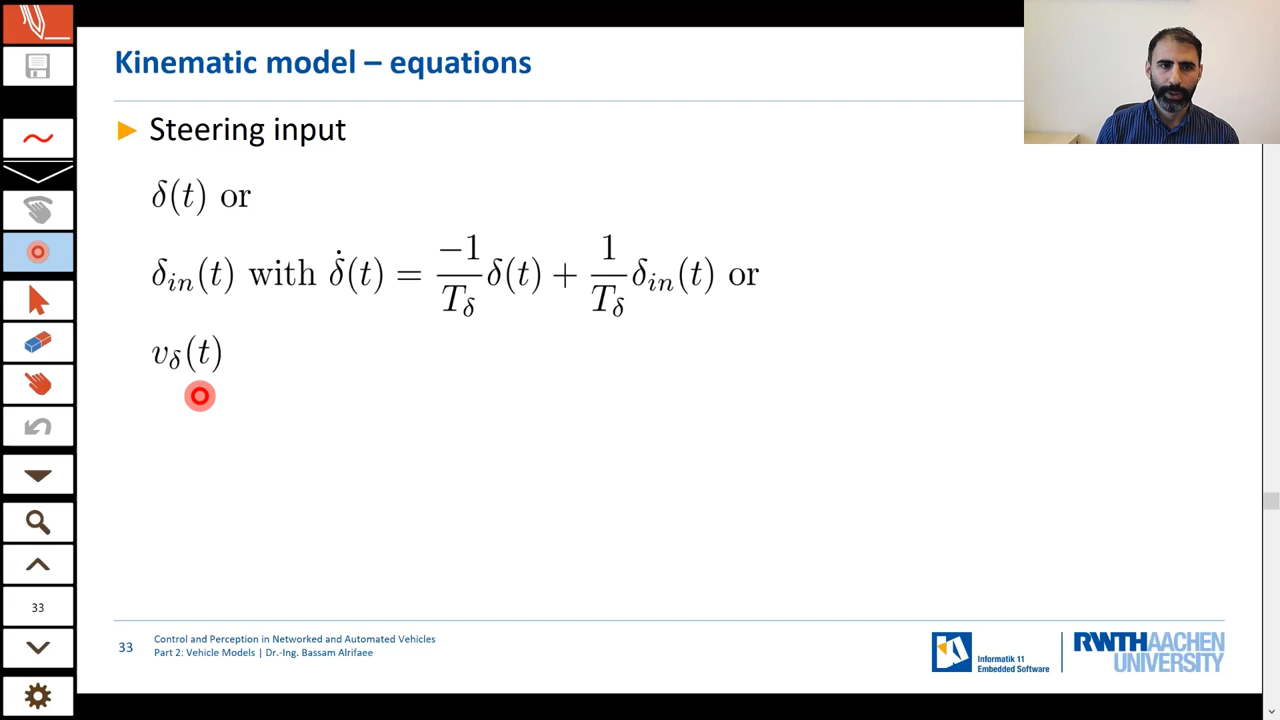 Kinematic model – equations
► Steering input
δ(t) or
δ_in(t) with δ̇(t) = -1/T_δ δ(t) + 1/T_δ δ_in(t) or
v_δ(t)
33
33
Control and Perception in Networked and Automated Vehicles
Part 2: Vehicle Models | Dr.-Ing. Bassam Alrifaee
Informatik 11
Embedded Software
RWTHAACHEN
UNIVERSITY